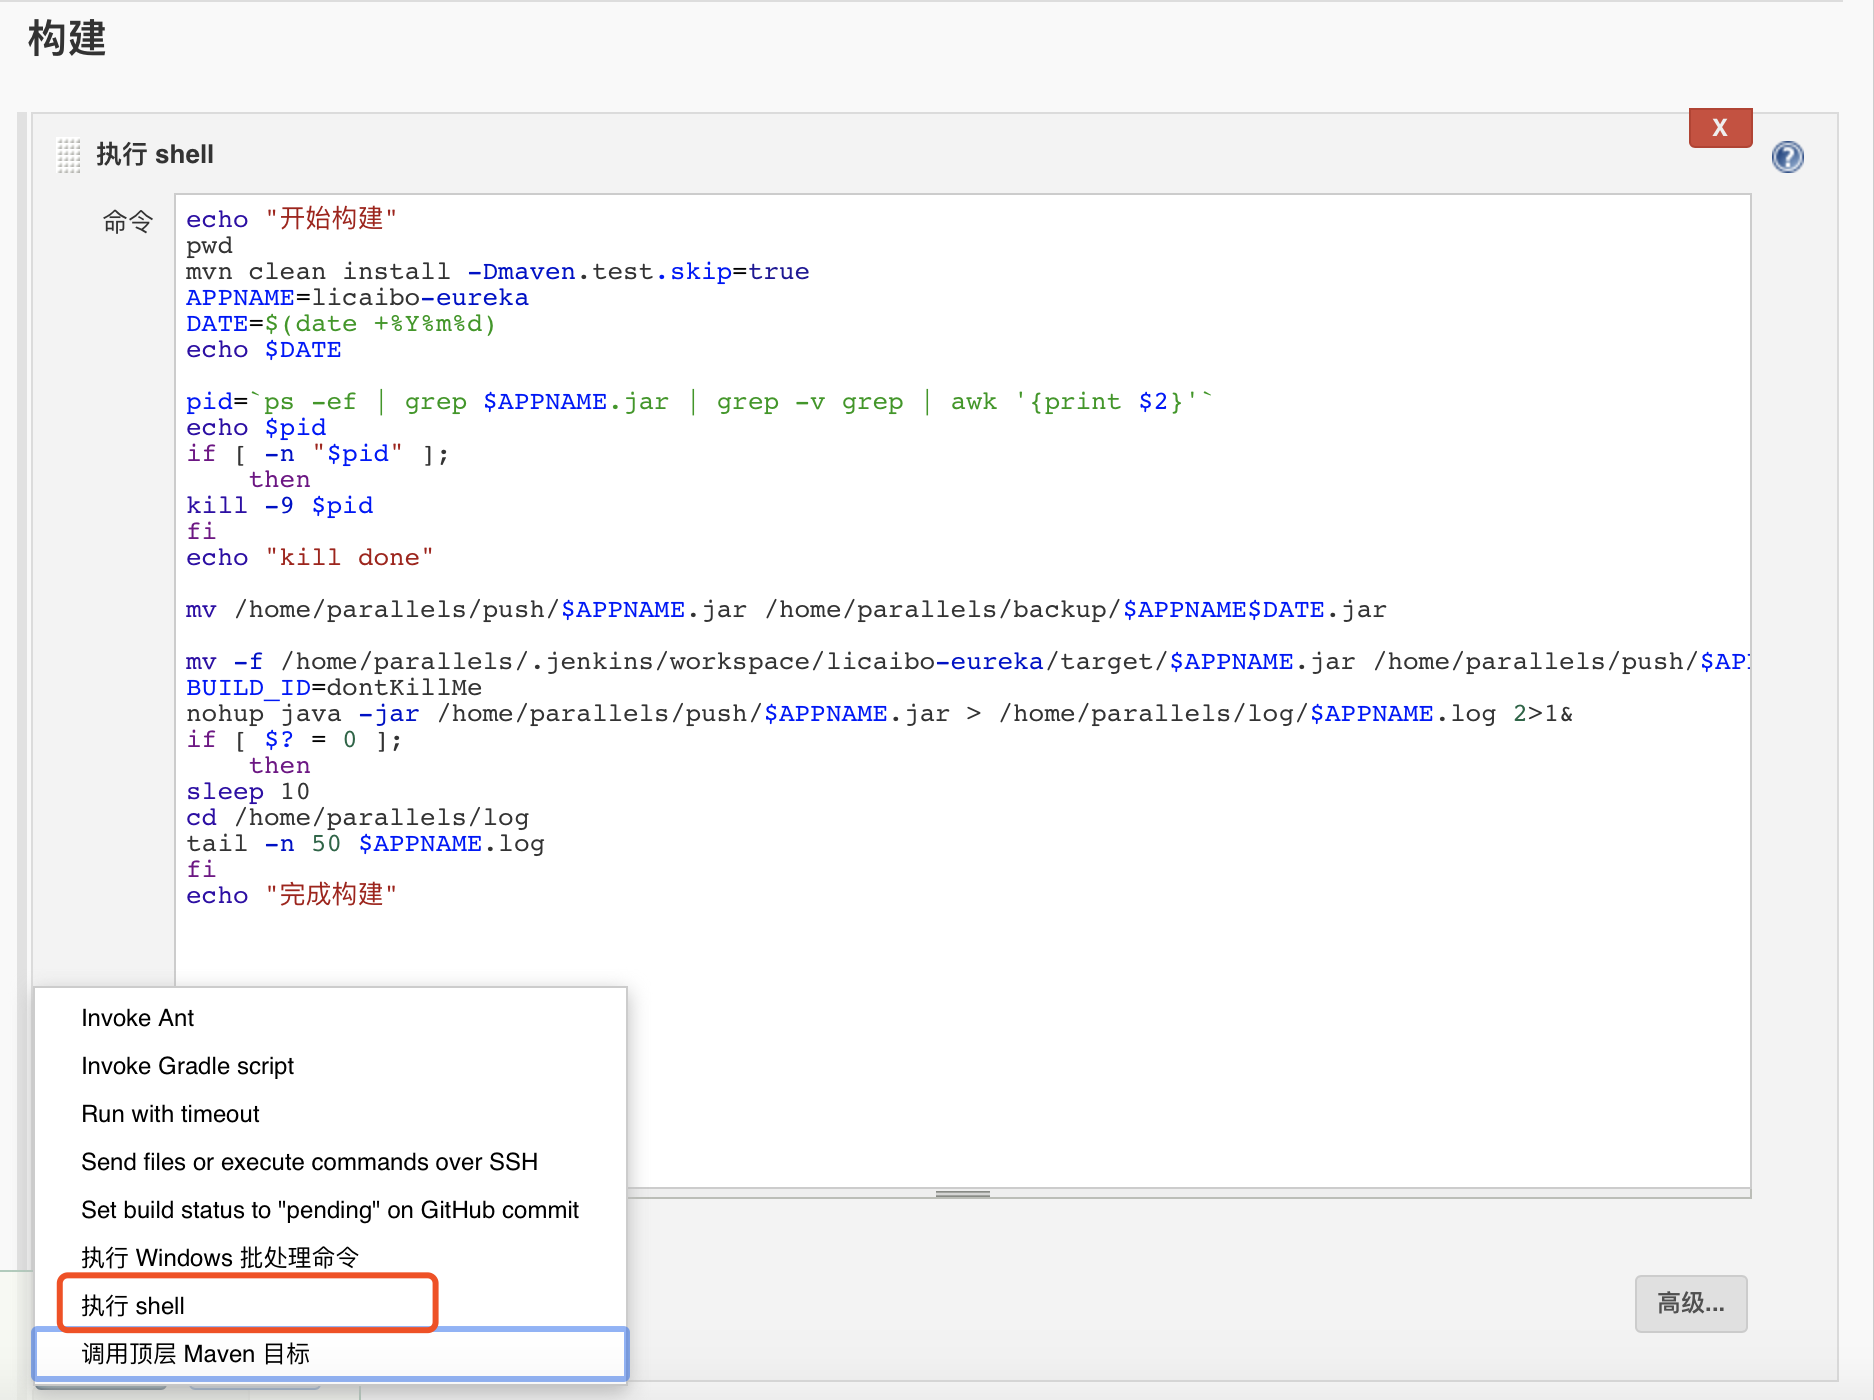 构建
执行 shell
X
?
命令
echo "开始构建"
pwd
mvn clean install -Dmaven.test.skip=true
APPNAME=licaibo-eureka
DATE=$(date +%Y%m%d)
echo $DATE
pid=`ps -ef | grep $APPNAME.jar | grep -v grep | awk '{print $2}'`
echo $pid
if [ -n "$pid" ];
then
kill -9 $pid
fi
echo "kill done"
mv /home/parallels/push/$APPNAME.jar /home/parallels/backup/$APPNAME$DATE.jar
mv -f /home/parallels/.jenkins/workspace/licaibo-eureka/target/$APPNAME.jar /home/parallels/push/$AP
BUILD_ID=dontKillMe
nohup java -jar /home/parallels/push/$APPNAME.jar > /home/parallels/log/$APPNAME.log 2>1&
if [ $? = 0 ];
then
sleep 10
cd /home/parallels/log
tail -n 50 $APPNAME.log
fi
echo "完成构建"
Invoke Ant
Invoke Gradle script
Run with timeout
Send files or execute commands over SSH
Set build status to "pending" on GitHub commit
执行 Windows 批处理命令
执行 shell
调用顶层 Maven 目标
高级...